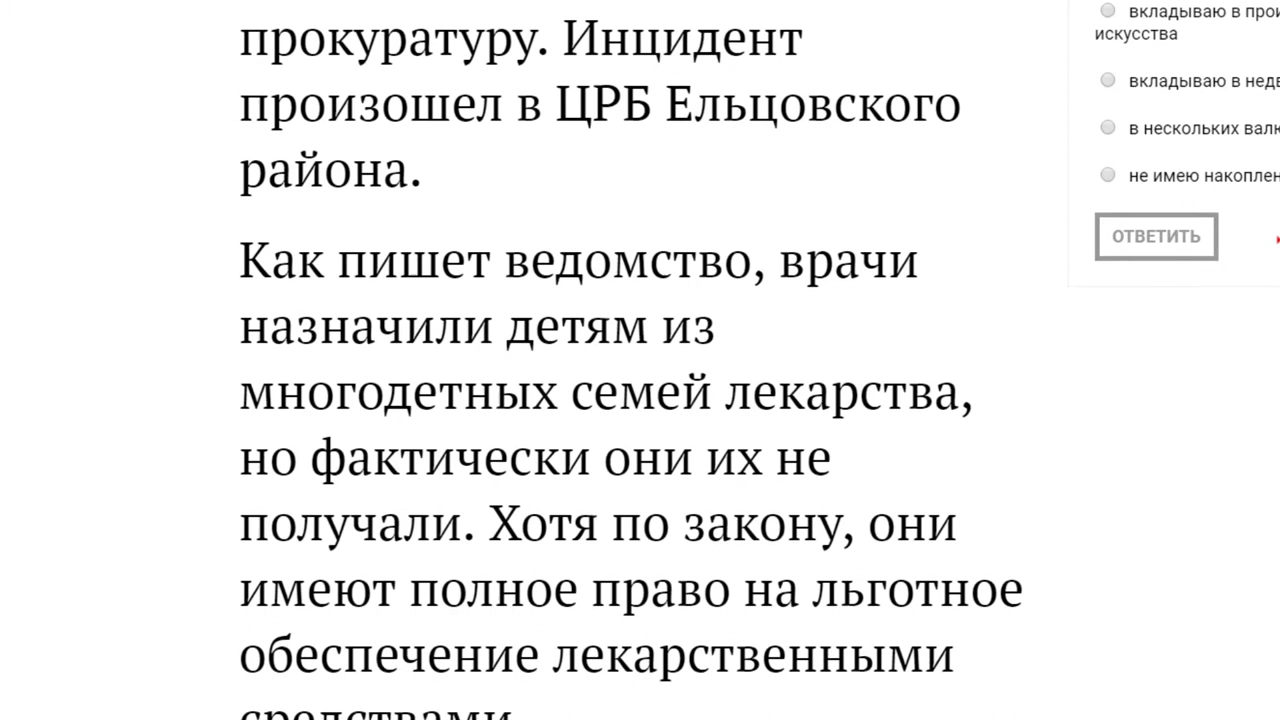 прокуратуру. Инцидент
произошел в ЦРБ Ельцовского
района.
Как пишет ведомство, врачи
назначили детям из
многодетных семей лекарства,
но фактически они их не
получали. Хотя по закону, они
имеют полное право на льготное
обеспечение лекарственными
средствами
вкладываю в
искусства
вкладываю в
в нескольких
не имею
ОТВЕТИТЬ